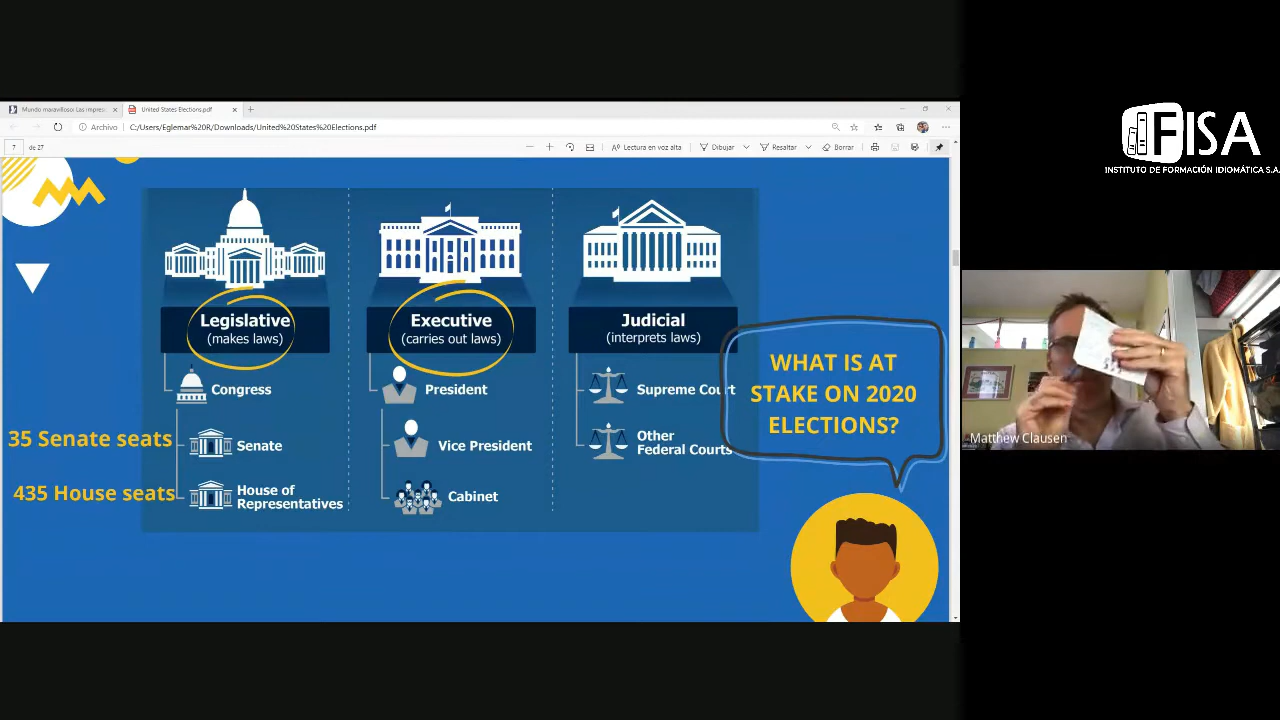 Mundo maravilloso: Las impres
United States Elections.pdf
Archivo
C:/Users/Eglemar%20R/Downloads/United%20States%20Elections.pdf
7
de 27
Lectura en voz alta
Dibujar
Resaltar
Borrar
Legislative
(makes laws)
Congress
35 Senate seats
Senate
435 House seats
House of
Representatives
Executive
(carries out laws)
President
Vice President
Cabinet
Judicial
(interprets laws)
Supreme Court
Other
Federal Courts
WHAT IS AT
STAKE ON 2020
ELECTIONS?
FISA
INSTITUTO DE FORMACIÓN IDIOMÁTICA S.A.
Matthew Clausen